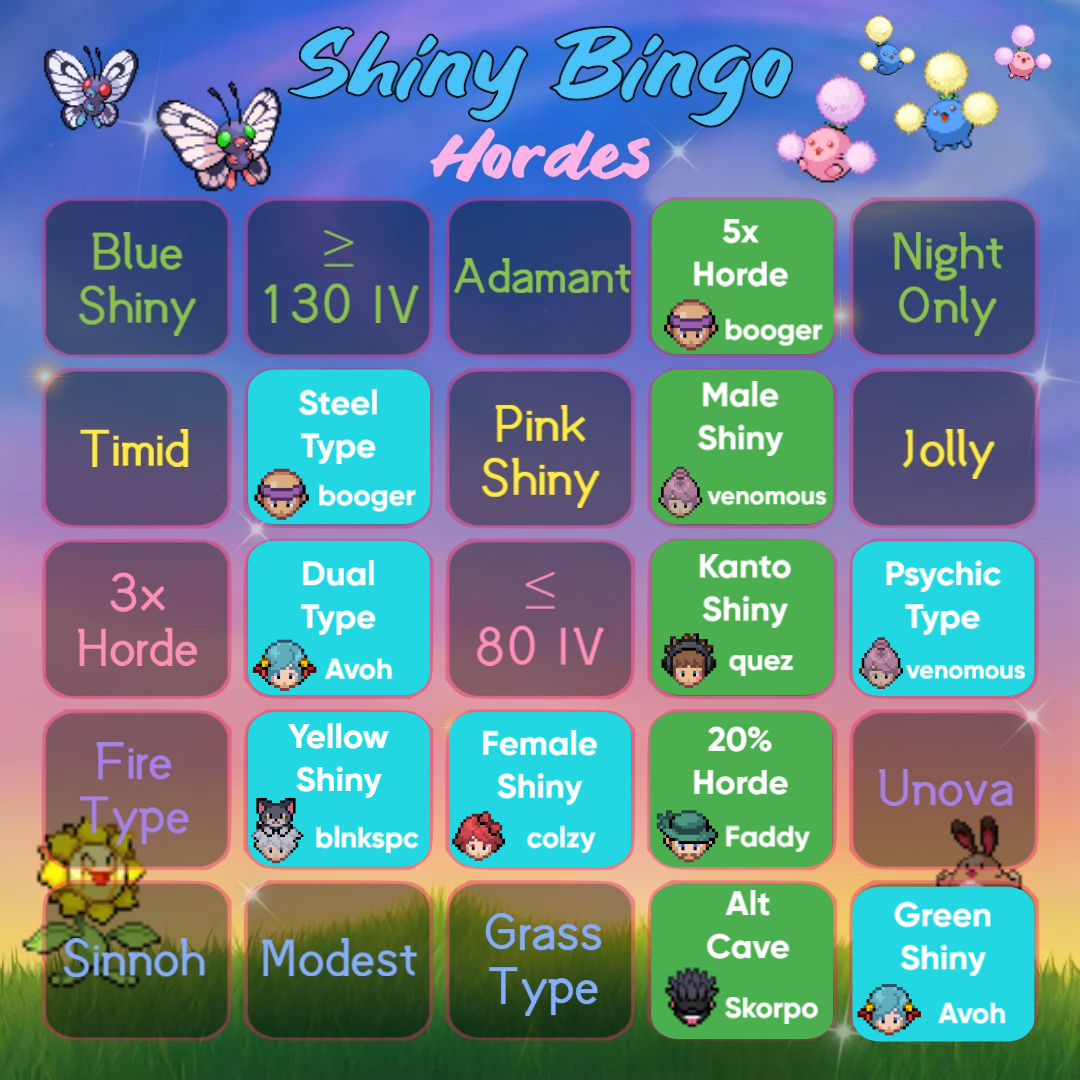 Shiny Bingo
Hordes
Blue
Shiny
≥
130 IV
Adamant
5x
Horde
booger
Night
Only
Timid
Steel
Type
booger
Pink
Shiny
Male
Shiny
venomous
Jolly
3x
Horde
Dual
Type
Avoh
≤
80 IV
Kanto
Shiny
quez
Psychic
Type
venomous
Fire
Type
Yellow
Shiny
blnkspc
Female
Shiny
colzy
20%
Horde
Faddy
Unova
Sinnoh
Modest
Grass
Type
Alt
Cave
Skorpo
Green
Shiny
Avoh